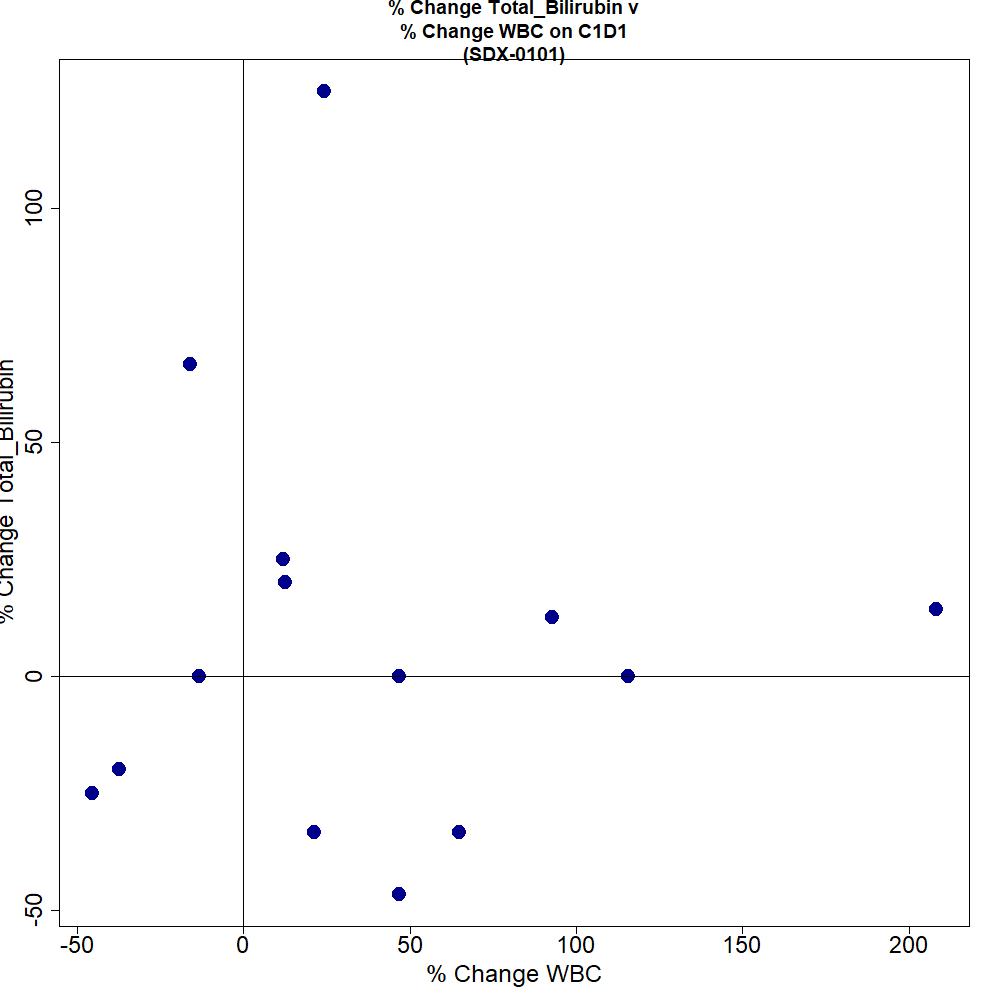 % Change Total_Bilirubin v
% Change WBC on C1D1
(SDX-0101)
% Change Total_Bilirubin
100
50
0
-50
-50 0 50 100 150 200
% Change WBC